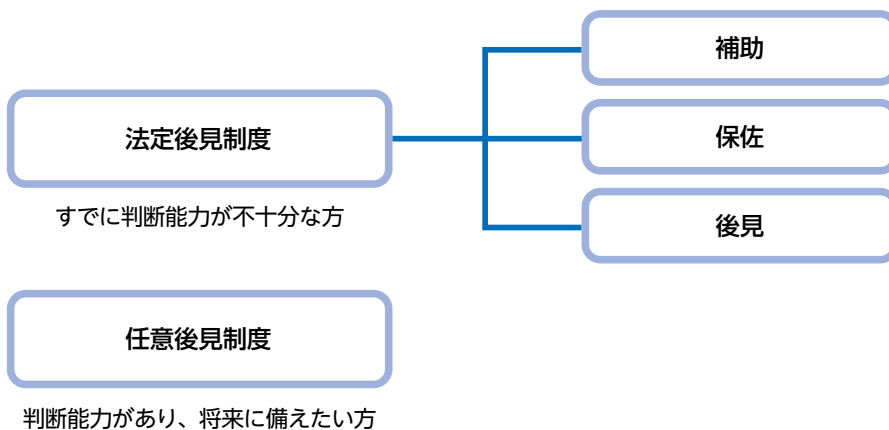 法定後見制度
すでに判断能力が不十分な方
補助
保佐
後見
任意後見制度
判断能力があり、将来に備えたい方